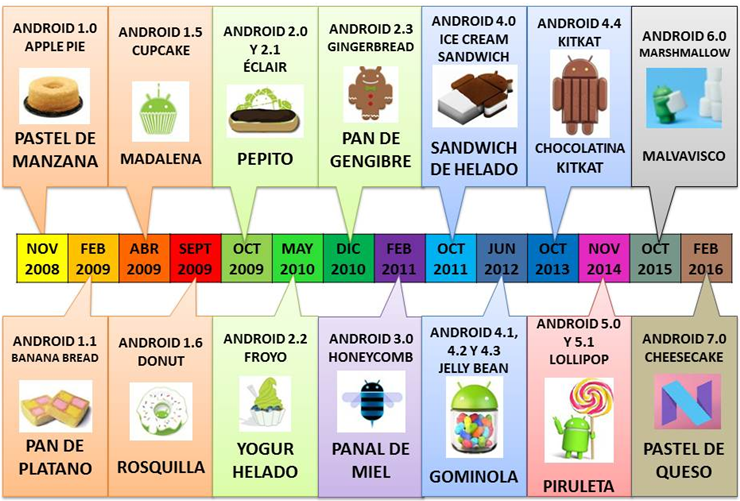 ANDROID 1.0
APPLE PIE
PASTEL DE
MANZANA
ANDROID 1.5
CUPCAKE
MADALENA
ANDROID 2.0
Y 2.1
ÉCLAIR
PEPITO
ANDROID 2.3
GINGERBREAD
PAN DE
GENGIBRE
ANDROID 4.0
ICE CREAM
SANDWICH
SANDWICH
DE HELADO
ANDROID 4.4
KITKAT
CHOCOLATINA
KITKAT
ANDROID 6.0
MARSHMALLOW
MALVAVISCO
NOV
2008
FEB
2009
ABR
2009
SEPT
2009
OCT
2009
MAY
2010
DIC
2010
FEB
2011
OCT
2011
JUN
2012
OCT
2013
NOV
2014
OCT
2015
FEB
2016
ANDROID 1.1
BANANA BREAD
PAN DE
PLATANO
ANDROID 1.6
DONUT
ROSQUILLA
ANDROID 2.2
FROYO
YOGUR
HELADO
ANDROID 3.0
HONEYCOMB
PANAL DE
MIEL
ANDROID 4.1,
4.2 Y 4.3
JELLY BEAN
GOMINOLA
ANDROID 5.0
Y 5.1
LOLLIPOP
PIRULETA
ANDROID 7.0
CHEESECAKE
PASTEL DE
QUESO